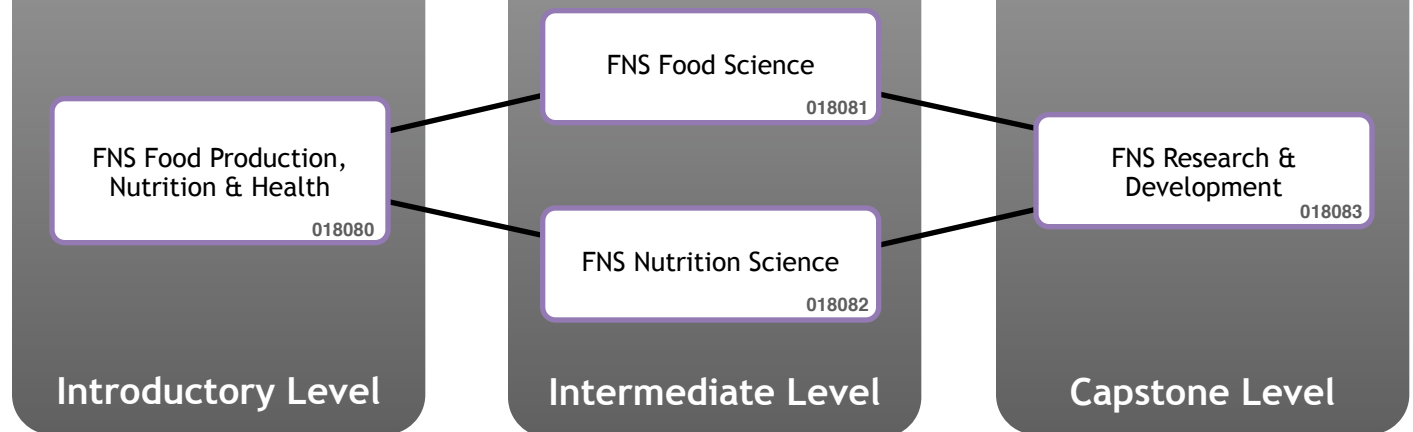 FNS Food Production,
Nutrition & Health
018080
Introductory Level
FNS Food Science
018081
FNS Nutrition Science
018082
Intermediate Level
FNS Research &
Development
018083
Capstone Level